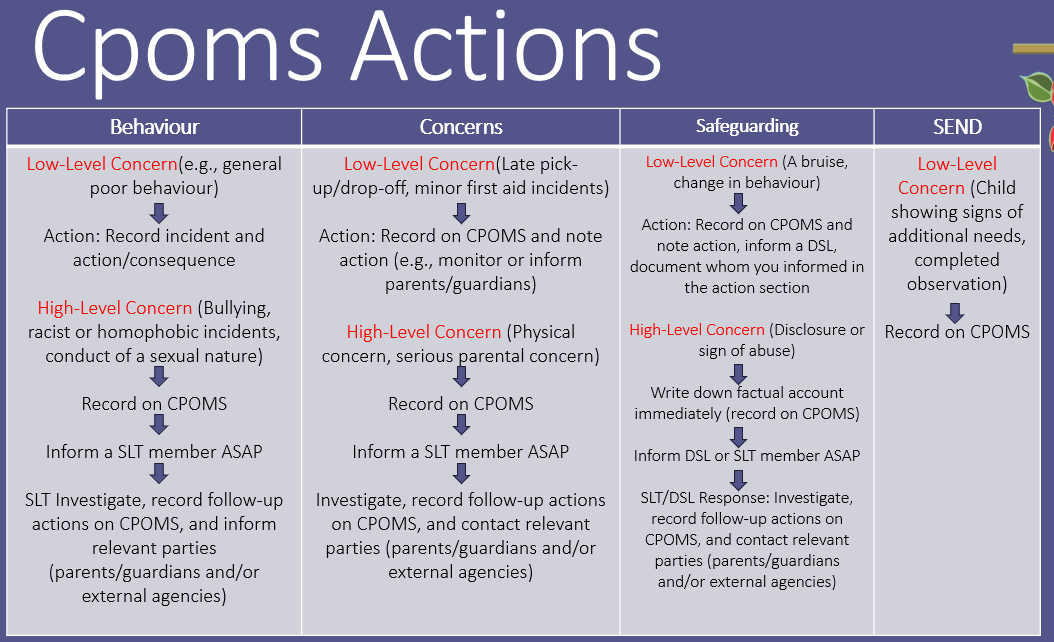 Cpoms Actions
Behaviour
Concerns
Safeguarding
SEND
Low-Level Concern(e.g., general
poor behaviour)
Action: Record incident and
action/consequence
High-Level Concern (Bullying,
racist or homophobic incidents,
conduct of a sexual nature)
Record on CPOMS
Inform a SLT member ASAP
SLT Investigate, record follow-up
actions on CPOMS, and inform
relevant parties
(parents/guardians and/or
external agencies)
Low-Level Concern(Late pick-
up/drop-off, minor first aid incidents)
Action: Record on CPOMS and note
action (e.g., monitor or inform
parents/guardians)
High-Level Concern (Physical
concern, serious parental concern)
Record on CPOMS
Inform a SLT member ASAP
Investigate, record follow-up actions
on CPOMS, and contact relevant
parties (parents/guardians and/or
external agencies)
Low-Level Concern (A bruise,
change in behaviour)
Action: Record on CPOMS and
note action, inform a DSL,
document whom you informed in
the action section
High-Level Concern (Disclosure or
sign of abuse)
Write down factual account
immediately (record on CPOMS)
Inform DSL or SLT member ASAP
SLT/DSL Response: Investigate,
record follow-up actions on
CPOMS, and contact relevant
parties (parents/guardians
and/or external agencies)
Low-Level
Concern (Child
showing signs of
additional needs,
completed
observation)
Record on CPOMS